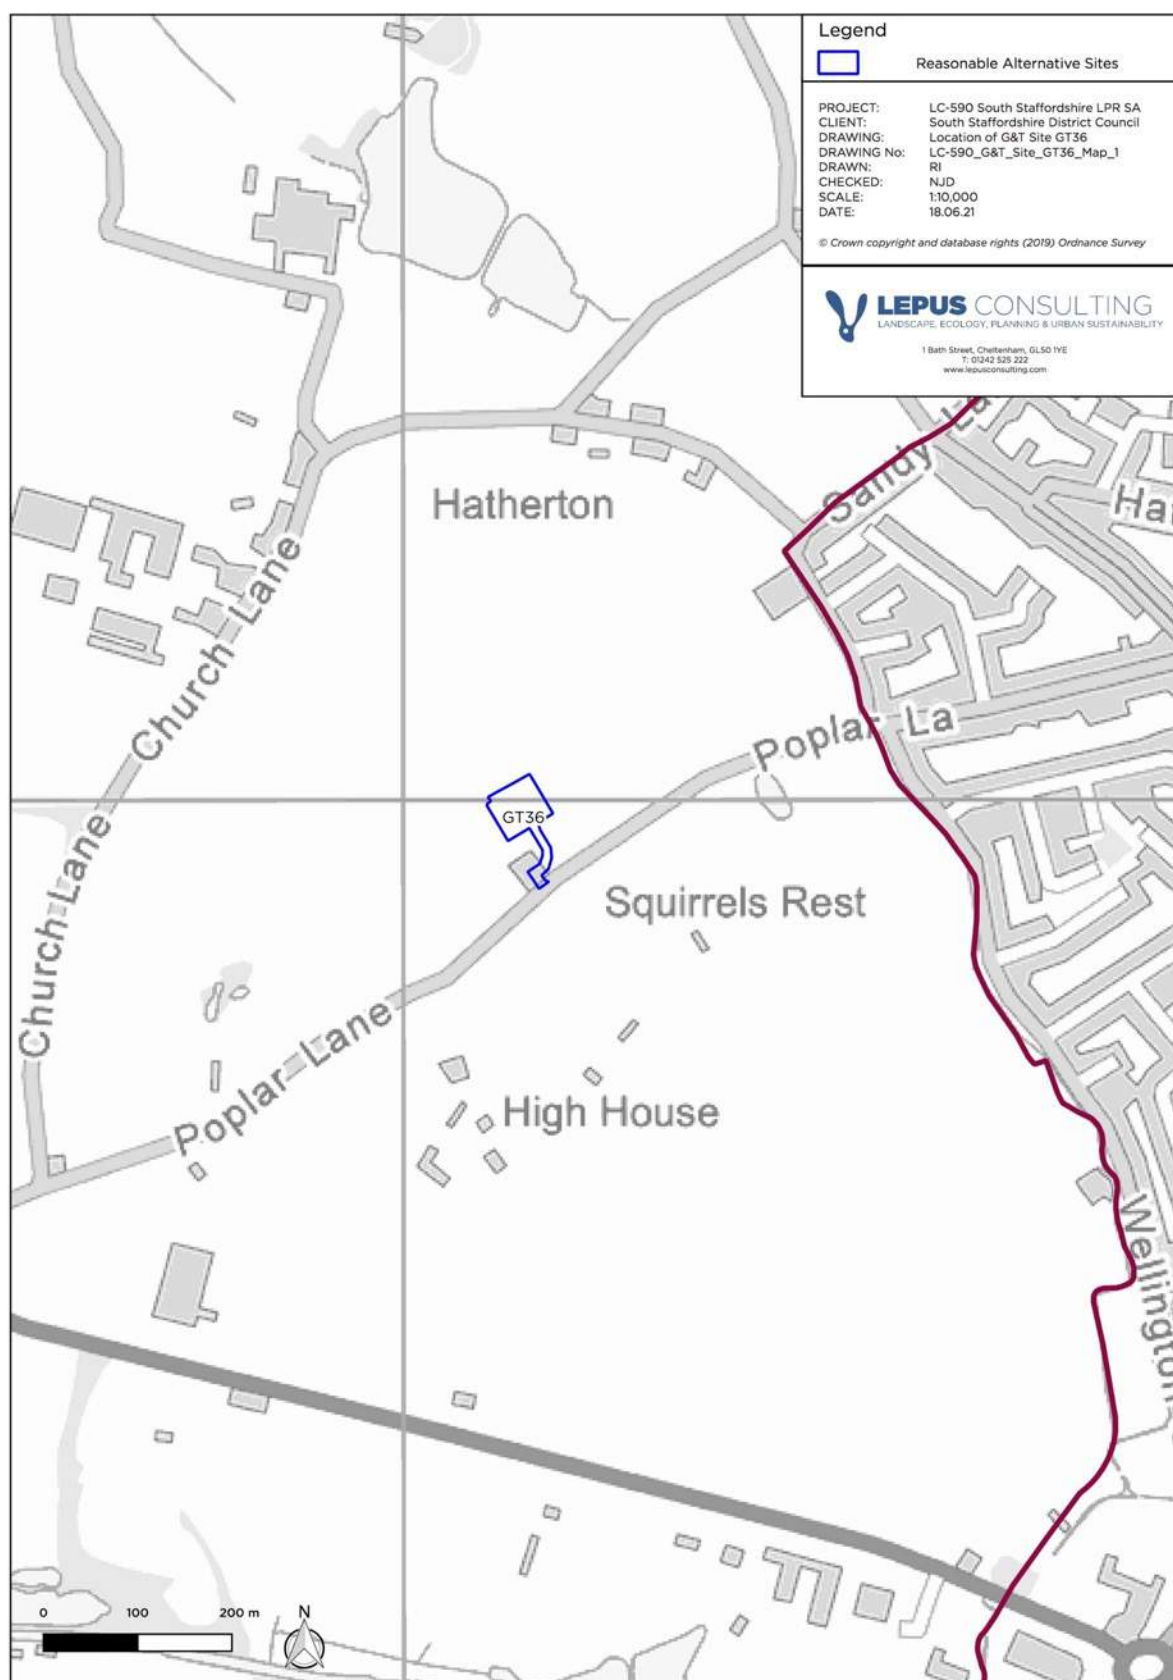 Legend
Reasonable Alternative Sites
PROJECT: LC-590 South Staffordshire LPR SA
CLIENT: South Staffordshire District Council
DRAWING: Location of G&T Site GT36
DRAWING No: LC-590_G&T_Site_GT36_Map_1
DRAWN: RI
CHECKED: NJD
SCALE: 1:10,000
DATE: 18.06.21
© Crown copyright and database rights (2019) Ordnance Survey
LEPUS CONSULTING
LANDSCAPE, ECOLOGY, PLANNING & URBAN SUSTAINABILITY
1 Bath Street, Cheltenham, GL50 1YE
T: 01242 525 222
www.lepusconsulting.com
Sandy La
Hatherton
Ha
Church Lane
Poplar La
GT36
Church Lane
Squirrels Rest
Poplar Lane
High House
Wellington
0 100 200 m
N